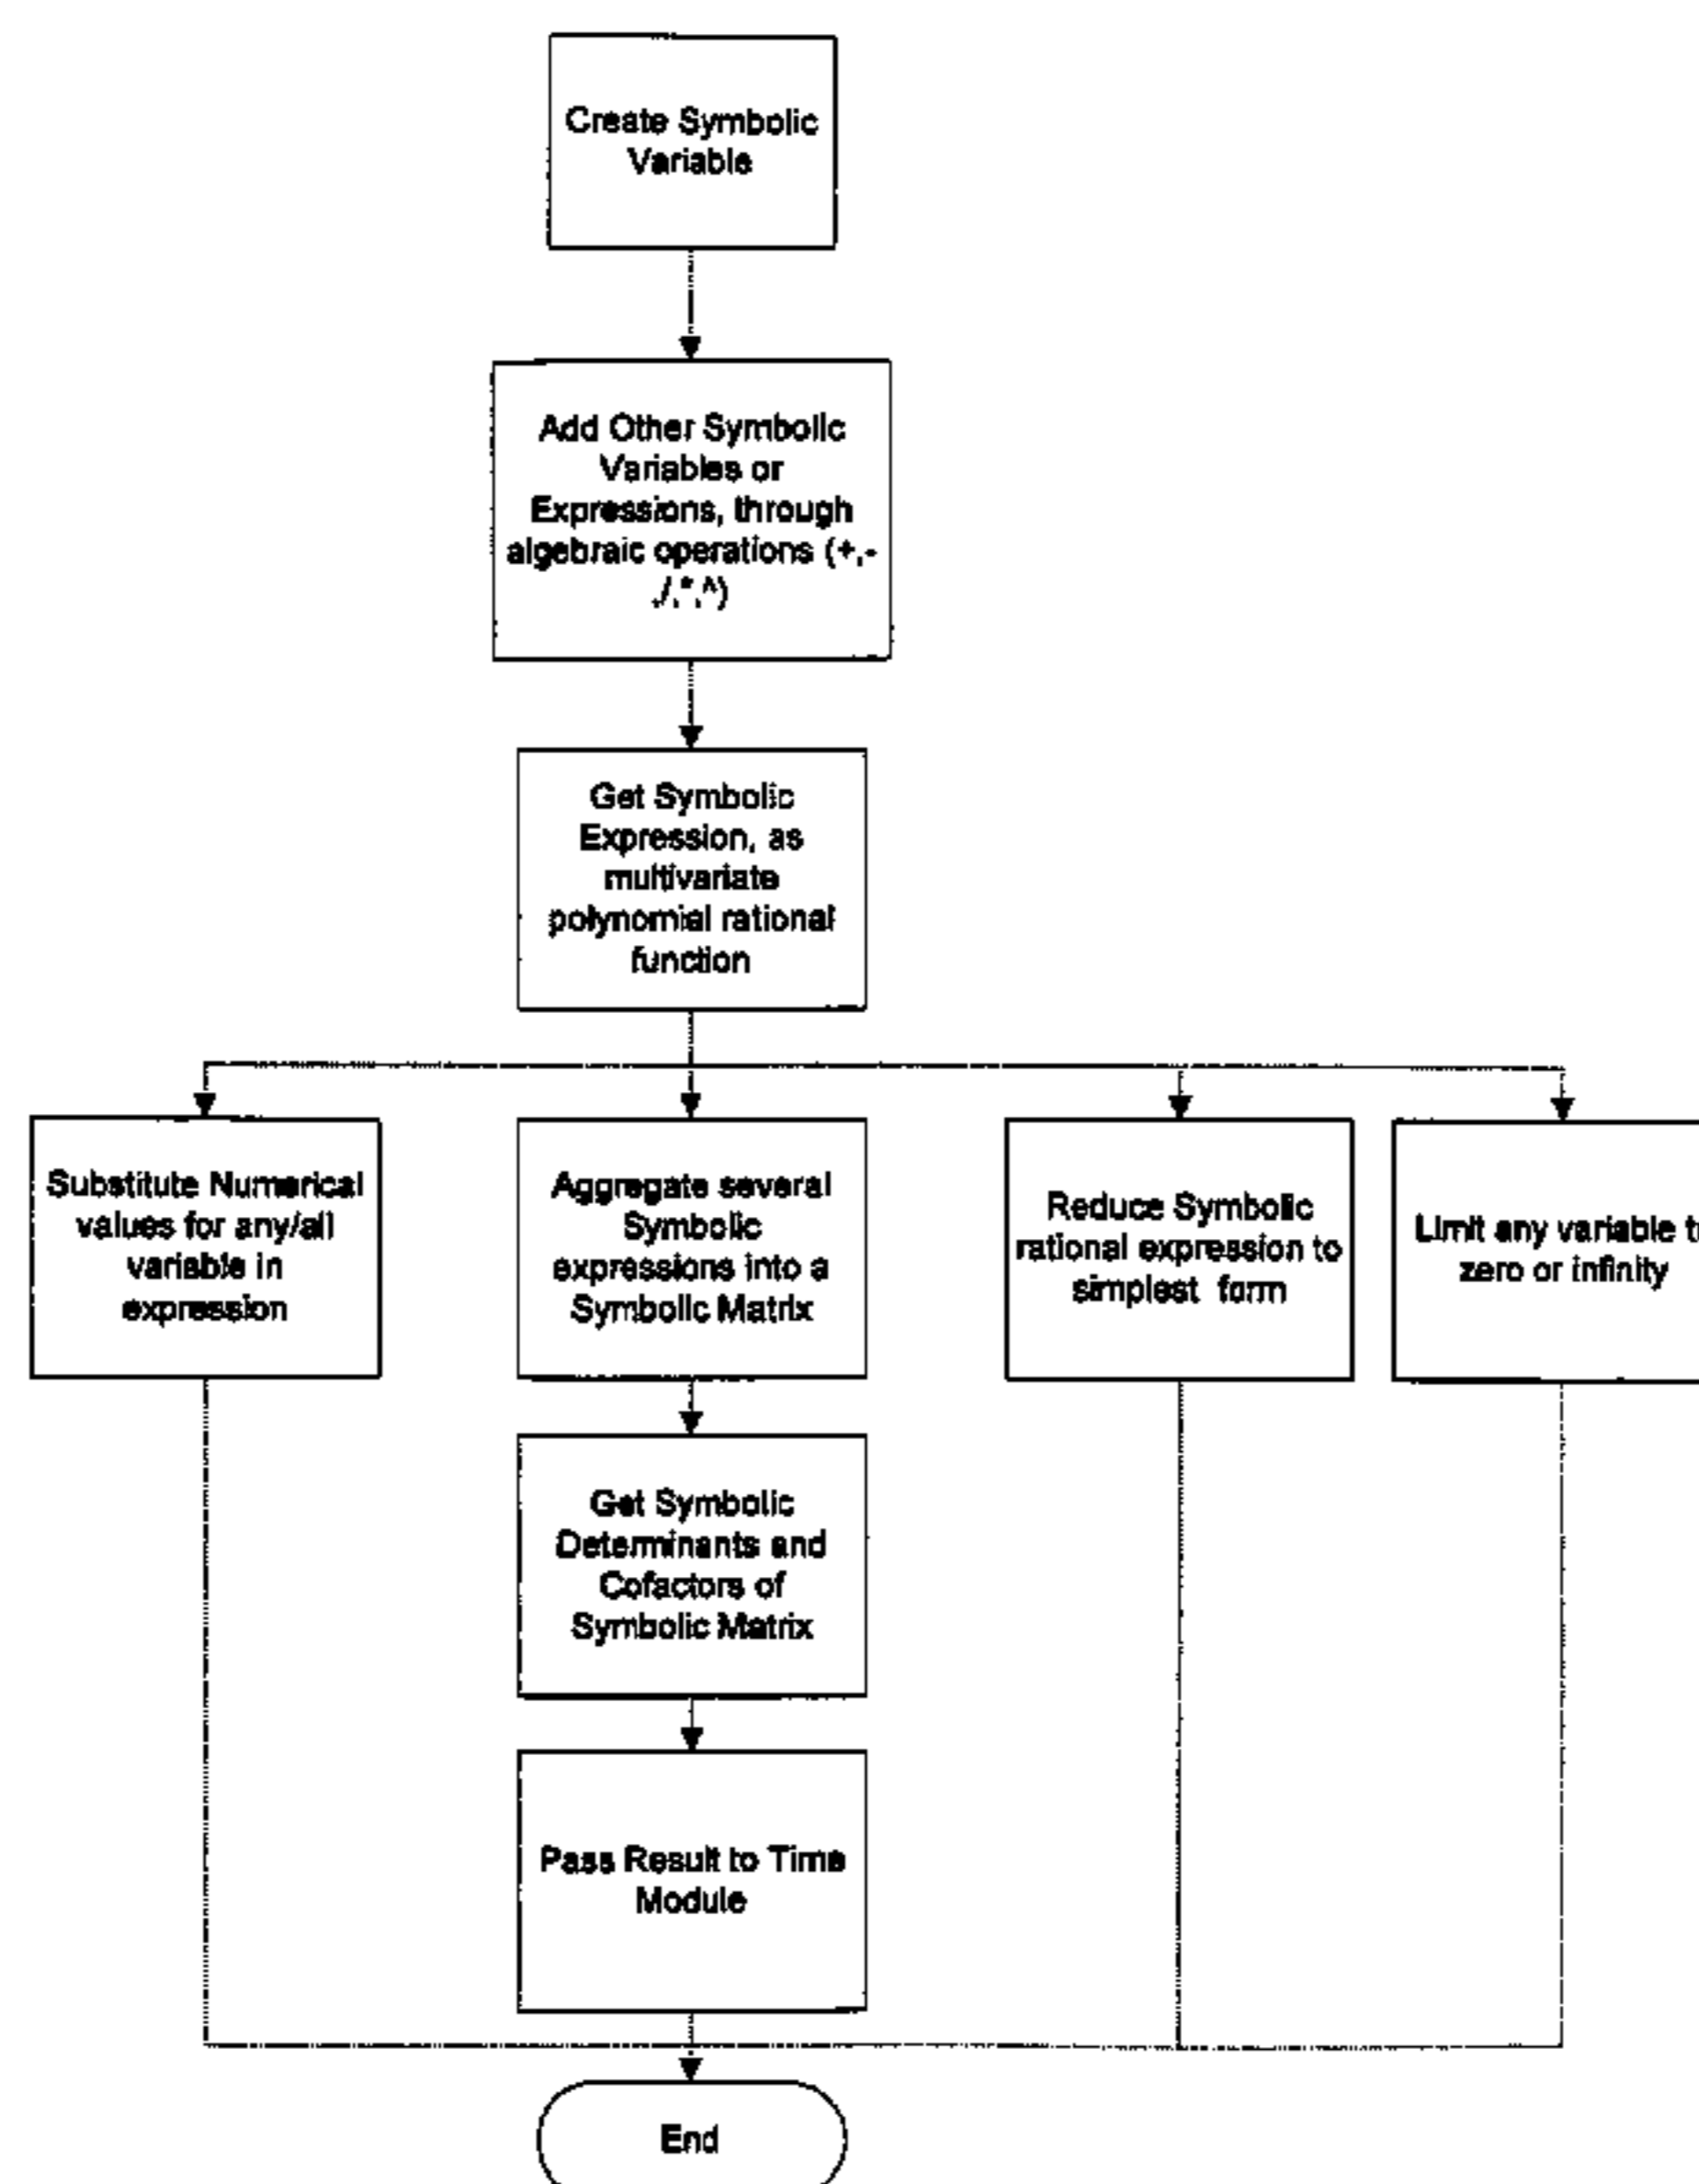 Create Symbolic
Variable
Add Other Symbolic
Variables or
Expressions, through
algebraic operations (+,-
,/,*,^)
Get Symbolic
Expression, as
multivariate
polynomial rational
function
Substitute Numerical
values for any/all
variable in
expression
Aggregate several
Symbolic
expressions into a
Symbolic Matrix
Reduce Symbolic
rational expression to
simplest form
Limit any variable t
zero or infinity
Get Symbolic
Determinants and
Cofactors of
Symbolic Matrix
Pass Result to Time
Module
End